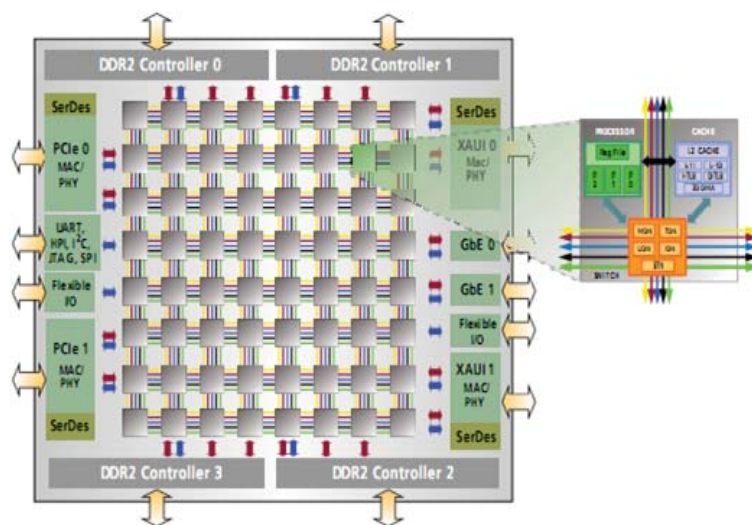 DDR2 Controller 0
DDR2 Controller 1
SerDes
PCIe 0
MAC/
PHY
UART,
HPI, I²C,
JTAG, SPI
Flexible
I/O
PCIe 1
MAC/
PHY
SerDes
SerDes
XAUI 0
Mac/
PHY
GbE 0
GbE 1
Flexible
I/O
XAUI 1
MAC/
PHY
SerDes
DDR2 Controller 3
DDR2 Controller 2
PROCESSOR
CACHE
Reg File
L2 CACHE
SWITCH